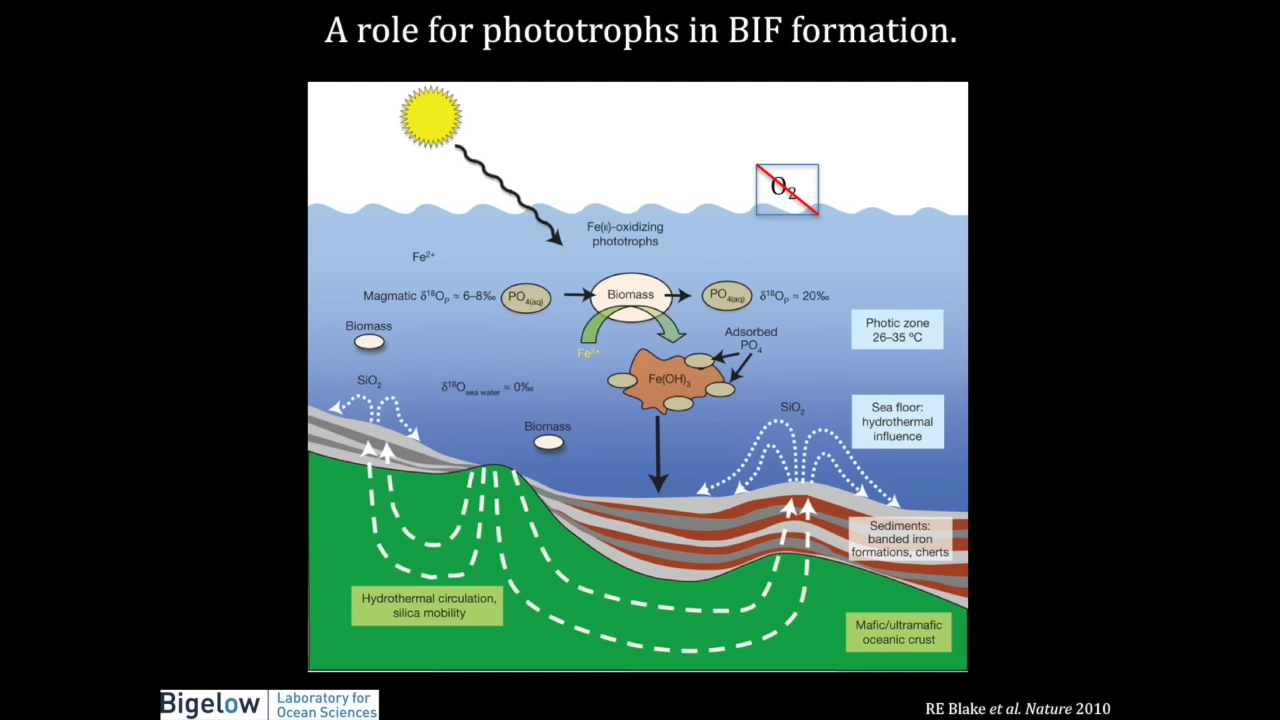 A role for phototrophs in BIF formation.
O₂
Fe(II)-oxidizing
phototrophs
Fe²⁺
Magmatic δ¹⁸Oₚ ≈ 6–8‰
PO₄₍ₐq₎
Biomass
PO₄₍ₐq₎
δ¹⁸Oₚ ≈ 20‰
Photic zone
26–35 ºC
Biomass
Adsorbed
PO₄
Fe²⁺
SiO₂
Fe(OH)₃
δ¹⁸O sea water ≈ 0‰
SiO₂
Sea floor:
hydrothermal
influence
Biomass
Sediments:
banded iron
formations, cherts
Hydrothermal circulation,
silica mobility
Mafic/ultramafic
oceanic crust
Bigelow
Laboratory for
Ocean Sciences
RE Blake et al. Nature 2010